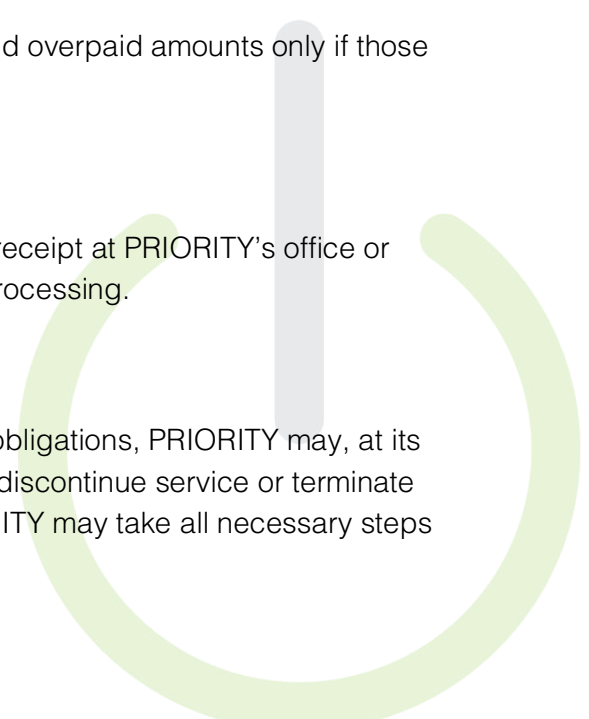 d overpaid amounts only if those
receipt at PRIORITY’s office or
rocessing.
obligations, PRIORITY may, at its
discontinue service or terminate
ITY may take all necessary steps